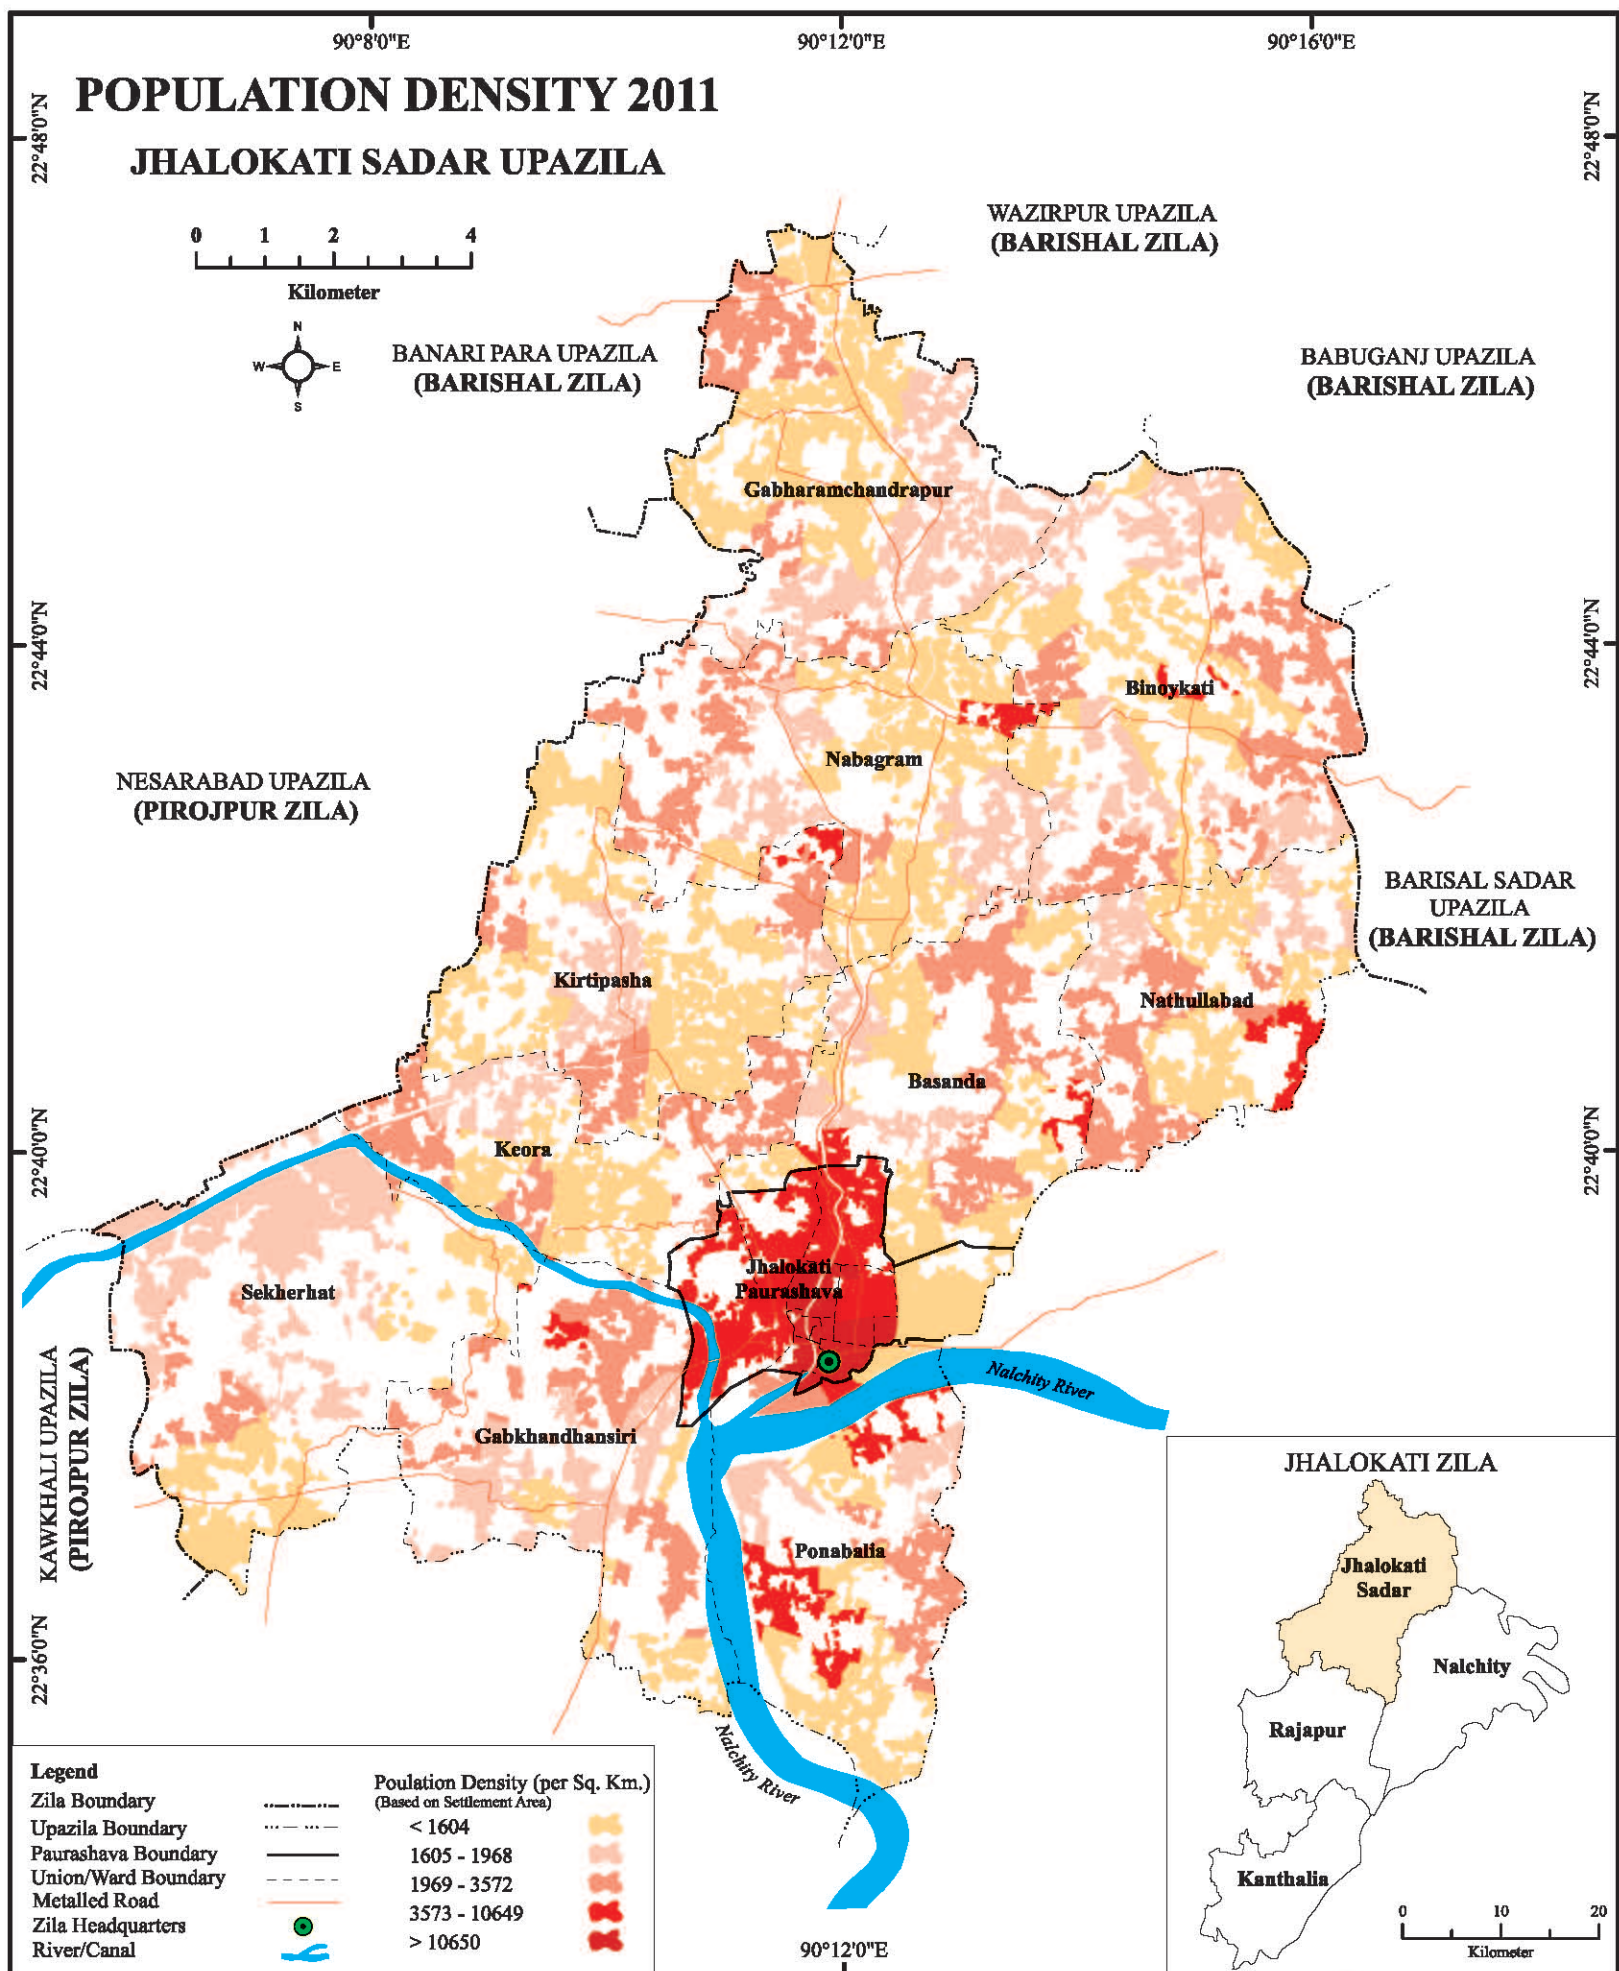 90°8'0"E
90°12'0"E
90°16'0"E
POPULATION DENSITY 2011
JHALOKATI SADAR UPAZILA
22°48'0"N
22°48'0"N
0 1 2 4
Kilometer
N
W E
S
WAZIRPUR UPAZILA
(BARISHAL ZILA)
BANARI PARA UPAZILA
(BARISHAL ZILA)
BABUGANJ UPAZILA
(BARISHAL ZILA)
Gabharamchandrapur
22°44'0"N
22°44'0"N
Binoykati
Nabagram
NESARABAD UPAZILA
(PIROJPUR ZILA)
BARISAL SADAR
UPAZILA
(BARISHAL ZILA)
Kirtipasha
Nathullabad
Basanda
Keora
22°40'0"N
22°40'0"N
Jhalokati
Paurashava
Sekherhat
Nalchity River
KAWKHALI UPAZILA
(PIROJPUR ZILA)
Gabkhandhansiri
Ponabalia
22°36'0"N
Nalchity River
JHALOKATI ZILA
Jhalokati
Sadar
Nalchity
Rajapur
Kanthalia
0 10 20
Kilometer
Legend
Zila Boundary
Upazila Boundary
Paurashava Boundary
Union/Ward Boundary
Metalled Road
Zila Headquarters
River/Canal
Poulation Density (per Sq. Km.)
(Based on Settlement Area)
< 1604
1605 - 1968
1969 - 3572
3573 - 10649
> 10650
90°12'0"E